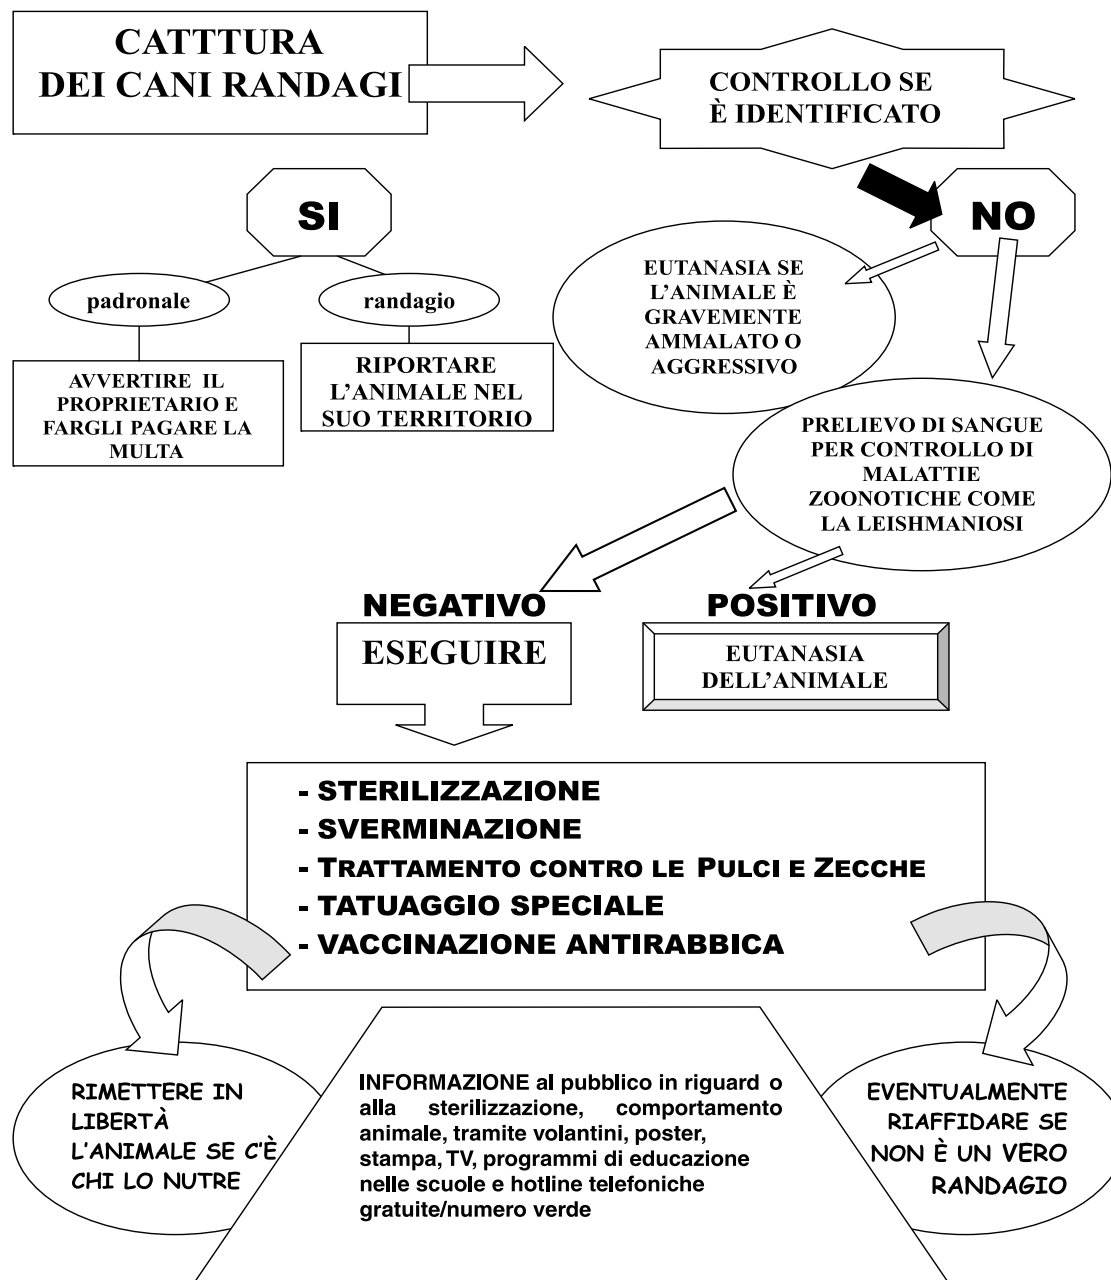 CATTTURA
DEI CANI RANDAGI
CONTROLLO SE
È IDENTIFICATO
SI
NO
padronale
randagio
AVVERTIRE IL
PROPRIETARIO E
FARGLI PAGARE LA
MULTA
RIPORTARE
L'ANIMALE NEL
SUO TERRITORIO
EUTANASIA SE
L'ANIMALE È
GRAVEMENTE
AMMALATO O
AGGRESSIVO
PRELIEVO DI SANGUE
PER CONTROLLO DI
MALATTIE
ZOONOTICHE COME
LA LEISHMANIOSI
NEGATIVO
ESEGUIRE
POSITIVO
EUTANASIA
DELL'ANIMALE
- STERILIZZAZIONE
- SVERMINAZIONE
- TRATTAMENTO CONTRO LE PULCI E ZECCHE
- TATUAGGIO SPECIALE
- VACCINAZIONE ANTIRABBICA
RIMETTERE IN
LIBERTÀ
L'ANIMALE SE C'È
CHI LO NUTRE
INFORMAZIONE al pubblico in riguard o
alla sterilizzazione, comportamento
animale, tramite volantini, poster,
stampa, TV, programmi di educazione
nelle scuole e hotline telefoniche
gratuite/numero verde
EVENTUALMENTE
RIAFFIDARE SE
NON È UN VERO
RANDAGIO